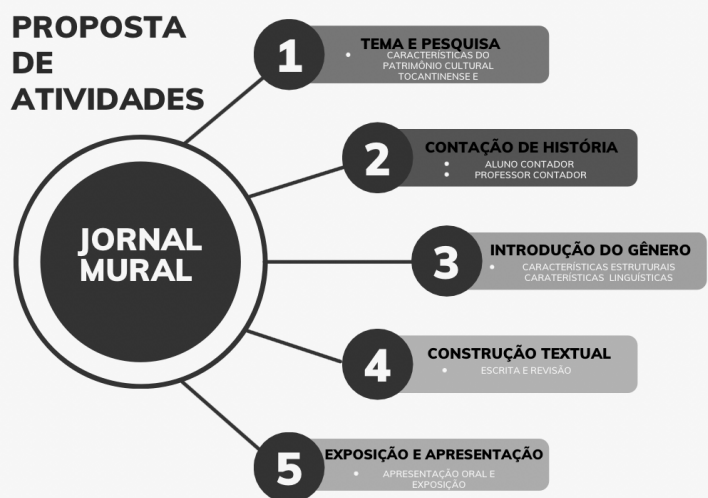 PROPOSTA
DE
ATIVIDADES
JORNAL
MURAL
1
TEMA E PESQUISA
• CARACTERÍSTICAS DO
PATRIMÔNIO CULTURAL
TOCANTINENSE E
2
CONTAÇÃO DE HISTÓRIA
• ALUNO CONTADOR
• PROFESSOR CONTADOR
3
INTRODUÇÃO DO GÊNERO
• CARACTERÍSTICAS ESTRUTURAIS
CARATERÍSTICAS LINGUÍSTICAS
4
CONSTRUÇÃO TEXTUAL
• ESCRITA E REVISÃO
5
EXPOSIÇÃO E APRESENTAÇÃO
• APRESENTAÇÃO ORAL E
EXPOSIÇÃO